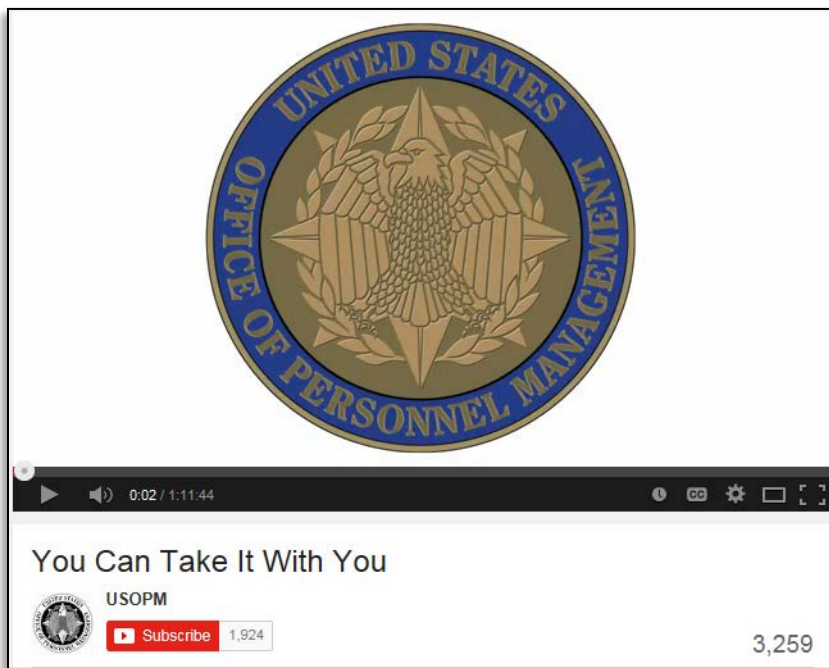 UNITED STATES
OFFICE OF PERSONNEL MANAGEMENT
0:02 / 1:11:44
CC
You Can Take It With You
USOPM
Subscribe 1,924
3,259